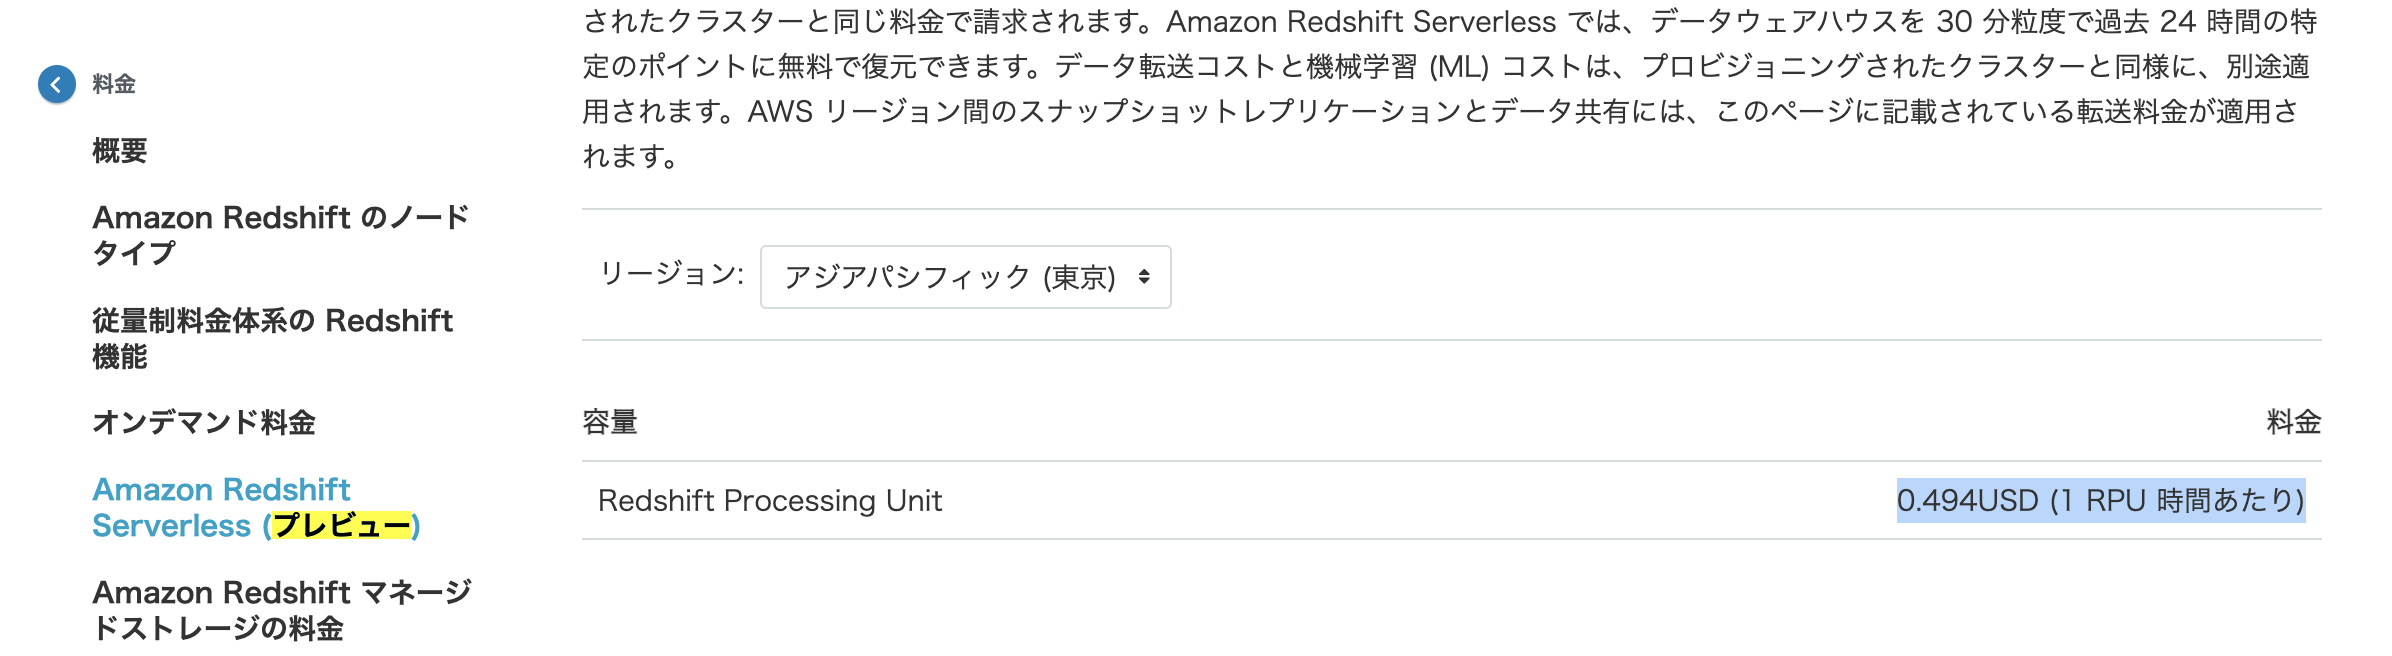 されたクラスターと同じ料金で請求されます。Amazon Redshift Serverless では、データウェアハウスを 30 分粒度で過去 24 時間の特
定のポイントに無料で復元できます。データ転送コストと機械学習 (ML) コストは、プロビジョニングされたクラスターと同様に、別途適
用されます。AWS リージョン間のスナップショットレプリケーションとデータ共有には、このページに記載されている転送料金が適用さ
れます。
料金
概要
Amazon Redshift のノード
タイプ
従量制料金体系の Redshift
機能
オンデマンド料金
Amazon Redshift
Serverless (プレビュー)
Amazon Redshift マネージ
ドストレージの料金
リージョン: アジアパシフィック (東京)
容量 料金
Redshift Processing Unit 0.494USD (1 RPU 時間あたり)